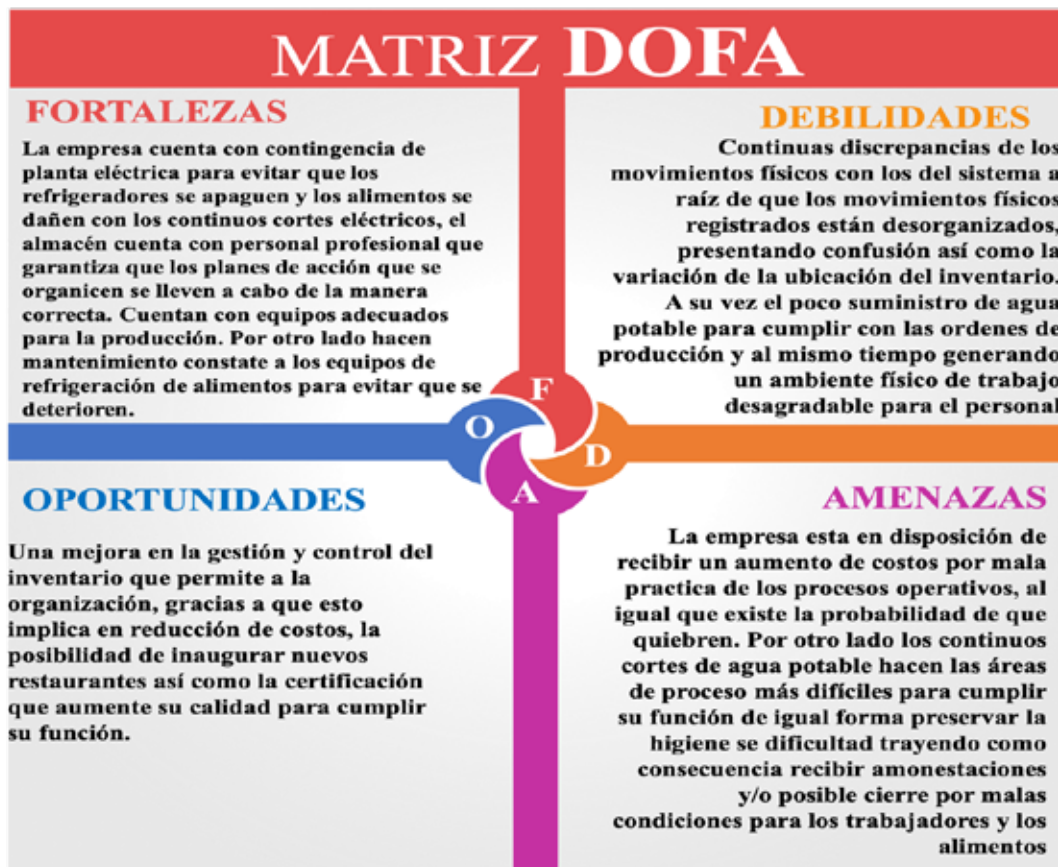 MATRIZ DOFA
FORTALEZAS
La empresa cuenta con contingencia de
planta eléctrica para evitar que los
refrigeradores se apaguen y los alimentos se
dañen con los continuos cortes eléctricos, el
almacén cuenta con personal profesional que
garantiza que los planes de acción que se
organicen se lleven a cabo de la manera
correcta. Cuentan con equipos adecuados
para la producción. Por otro lado hacen
mantenimiento constate a los equipos de
refrigeración de alimentos para evitar que se
deterioren.
DEBILIDADES
Continuas discrepancias de los
movimientos físicos con los del sistema a
raíz de que los movimientos físicos
registrados están desorganizados,
presentando confusión así como la
variación de la ubicación del inventario.
A su vez el poco suministro de agua
potable para cumplir con las ordenes de
producción y al mismo tiempo generando
un ambiente físico de trabajo
desagradable para el personal
F
O
D
A
OPORTUNIDADES
Una mejora en la gestión y control del
inventario que permite a la
organización, gracias a que esto
implica en reducción de costos, la
posibilidad de inaugurar nuevos
restaurantes así como la certificación
que aumente su calidad para cumplir
su función.
AMENAZAS
La empresa esta en disposición de
recibir un aumento de costos por mala
practica de los procesos operativos, al
igual que existe la probabilidad de que
quiebren. Por otro lado los continuos
cortes de agua potable hacen las áreas
de proceso más difíciles para cumplir
su función de igual forma preservar la
higiene se dificultad trayendo como
consecuencia recibir amonestaciones
y/o posible cierre por malas
condiciones para los trabajadores y los
alimentos